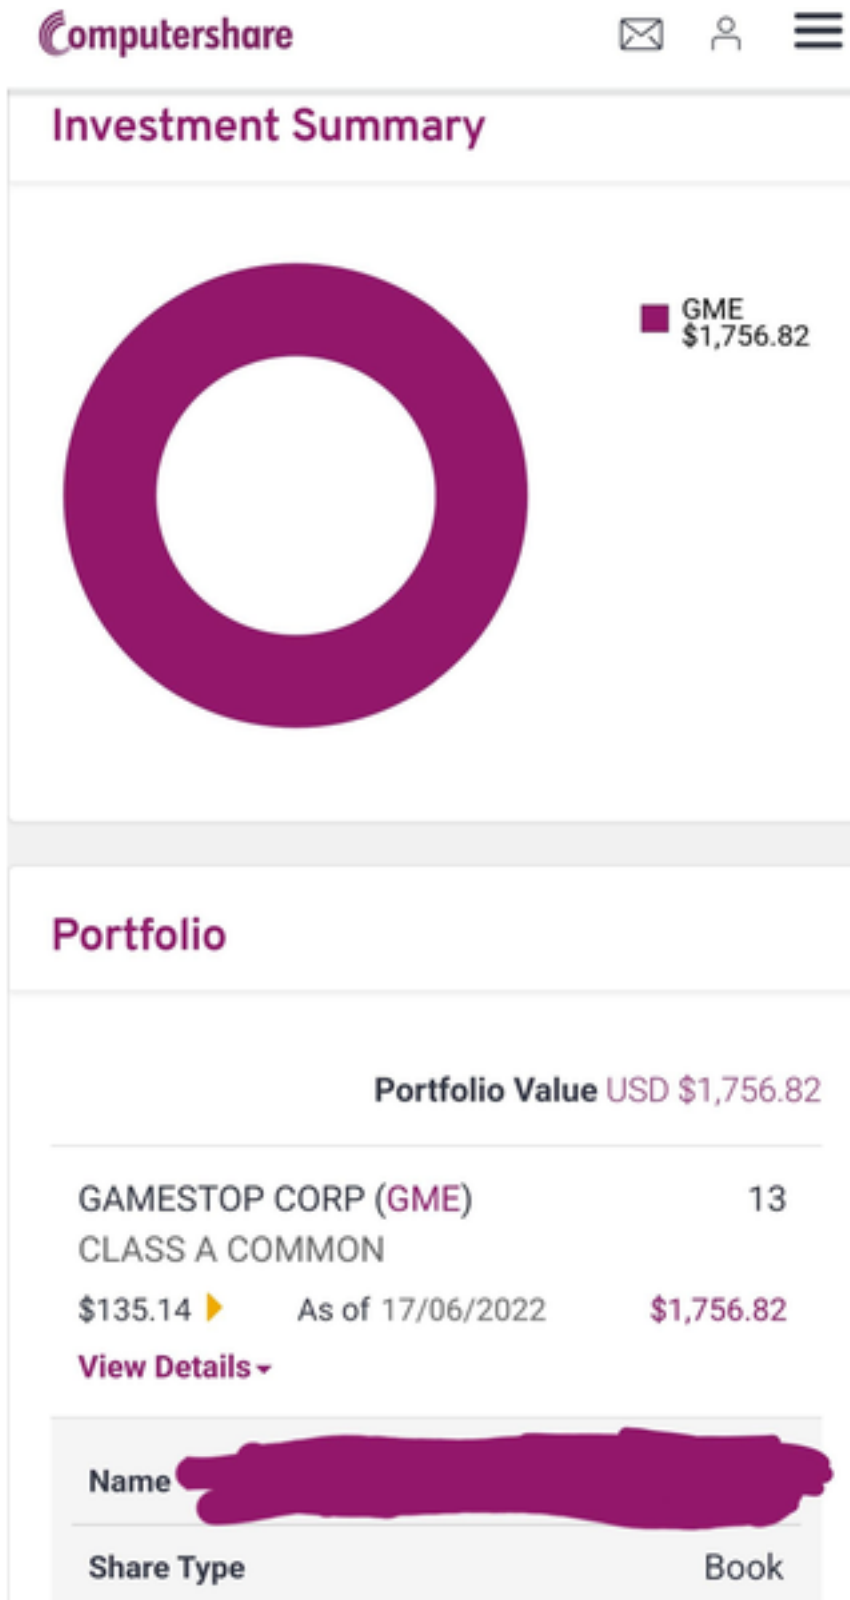 Computershare
Investment Summary
GME
$1,756.82
Portfolio
Portfolio Value USD $1,756.82
GAMESTOP CORP (GME) 13
CLASS A COMMON
$135.14 As of 17/06/2022 $1,756.82
View Details
Name
Share Type Book